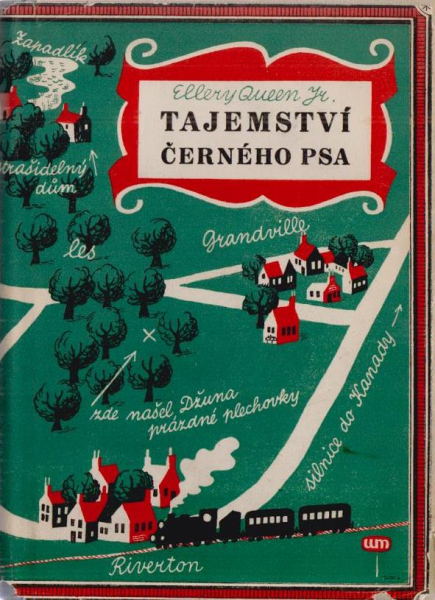 Zapadlík
Ellery Queen Jr.
TAJEMSTVÍ
ČERNÉHO PSA
strašidelný
dům
les
Grandville
zde našel Džuna
prázdné plechovky
silnice do Kanady
Riverton
WM